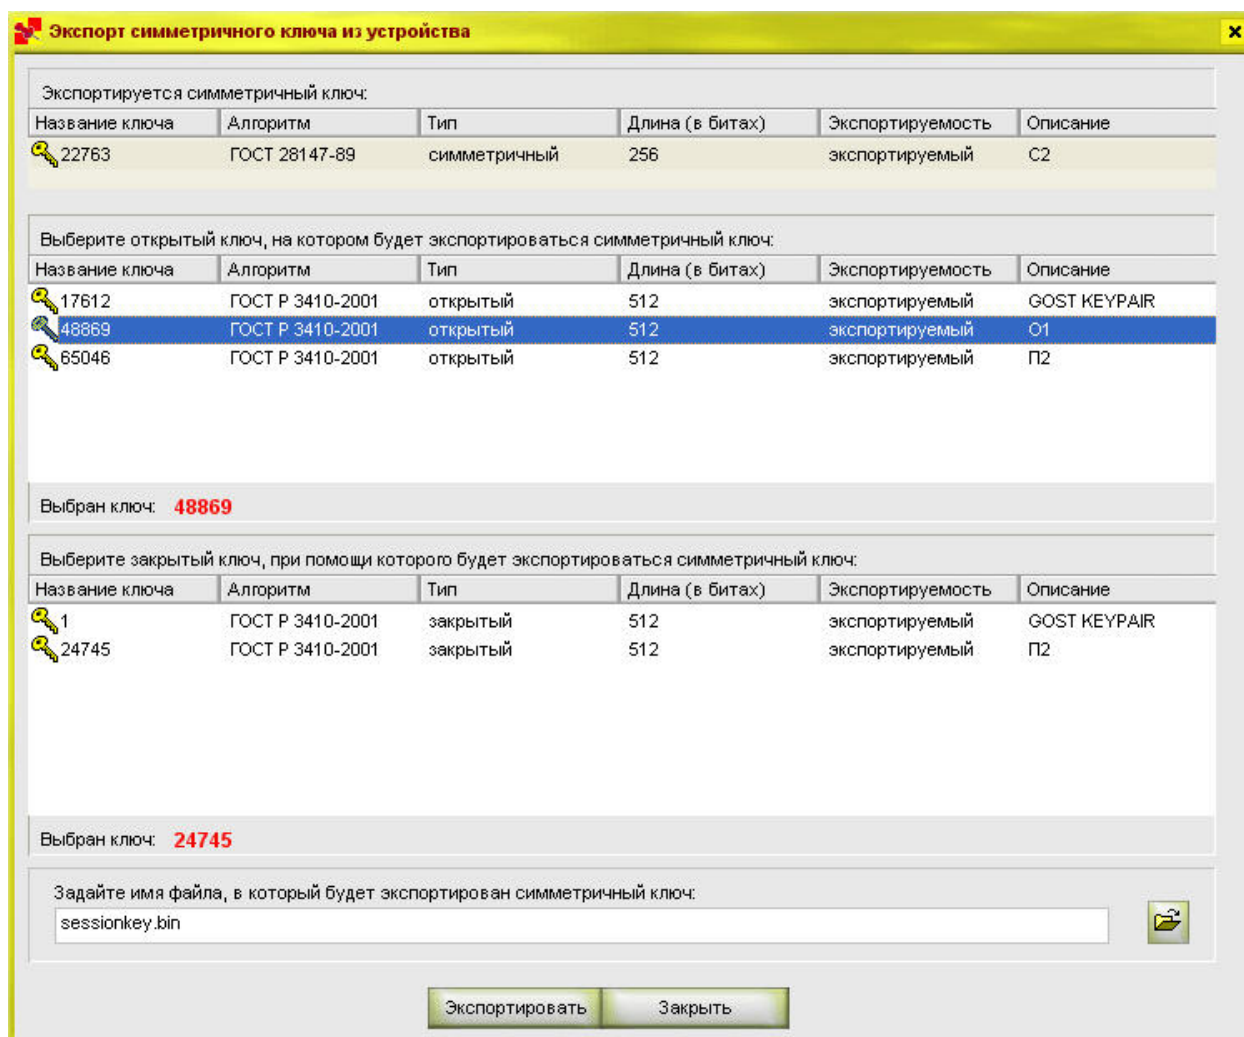 Экспорт симметричного ключа из устройства
Экспортируется симметричный ключ:
Название ключа Алгоритм Тип Длина (в битах) Экспортируемость Описание
22763 ГОСТ 28147-89 симметричный 256 экспортируемый С2
Выберите открытый ключ, на котором будет экспортироваться симметричный ключ:
Название ключа Алгоритм Тип Длина (в битах) Экспортируемость Описание
17612 ГОСТ Р 3410-2001 открытый 512 экспортируемый GOST KEYPAIR
48869 ГОСТ Р 3410-2001 открытый 512 экспортируемый О1
65046 ГОСТ Р 3410-2001 открытый 512 экспортируемый П2
Выбран ключ: 48869
Выберите закрытый ключ, при помощи которого будет экспортироваться симметричный ключ:
Название ключа Алгоритм Тип Длина (в битах) Экспортируемость Описание
1 ГОСТ Р 3410-2001 закрытый 512 экспортируемый GOST KEYPAIR
24745 ГОСТ Р 3410-2001 закрытый 512 экспортируемый П2
Выбран ключ: 24745
Задайте имя файла, в который будет экспортирован симметричный ключ:
sessionkey.bin
Экспортировать Закрыть